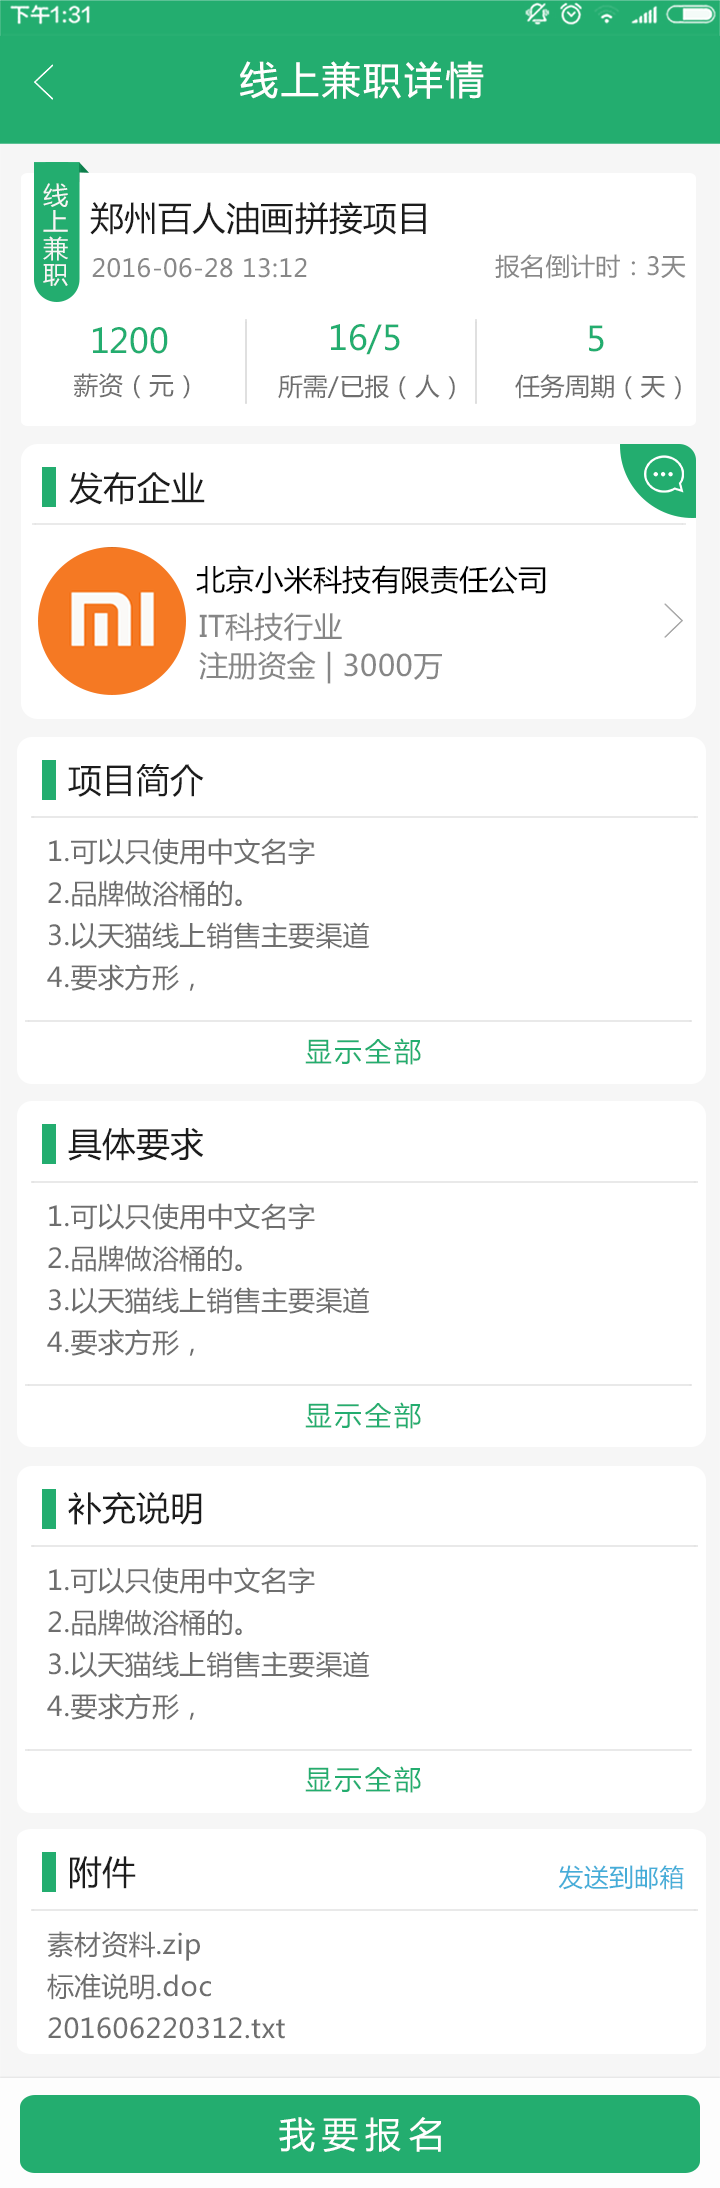 下午1:31
线上兼职详情
线上兼职
郑州百人油画拼接项目
2016-06-28 13:12 报名倒计时：3天
1200 16/5 5
薪资（元） 所需/已报（人） 任务周期（天）
发布企业
北京小米科技有限责任公司
IT科技行业
注册资金 | 3000万
项目简介
1.可以只使用中文名字
2.品牌做浴桶的。
3.以天猫线上销售主要渠道
4.要求方形，
显示全部
具体要求
1.可以只使用中文名字
2.品牌做浴桶的。
3.以天猫线上销售主要渠道
4.要求方形，
显示全部
补充说明
1.可以只使用中文名字
2.品牌做浴桶的。
3.以天猫线上销售主要渠道
4.要求方形，
显示全部
附件 发送到邮箱
素材资料.zip
标准说明.doc
201606220312.txt
我要报名